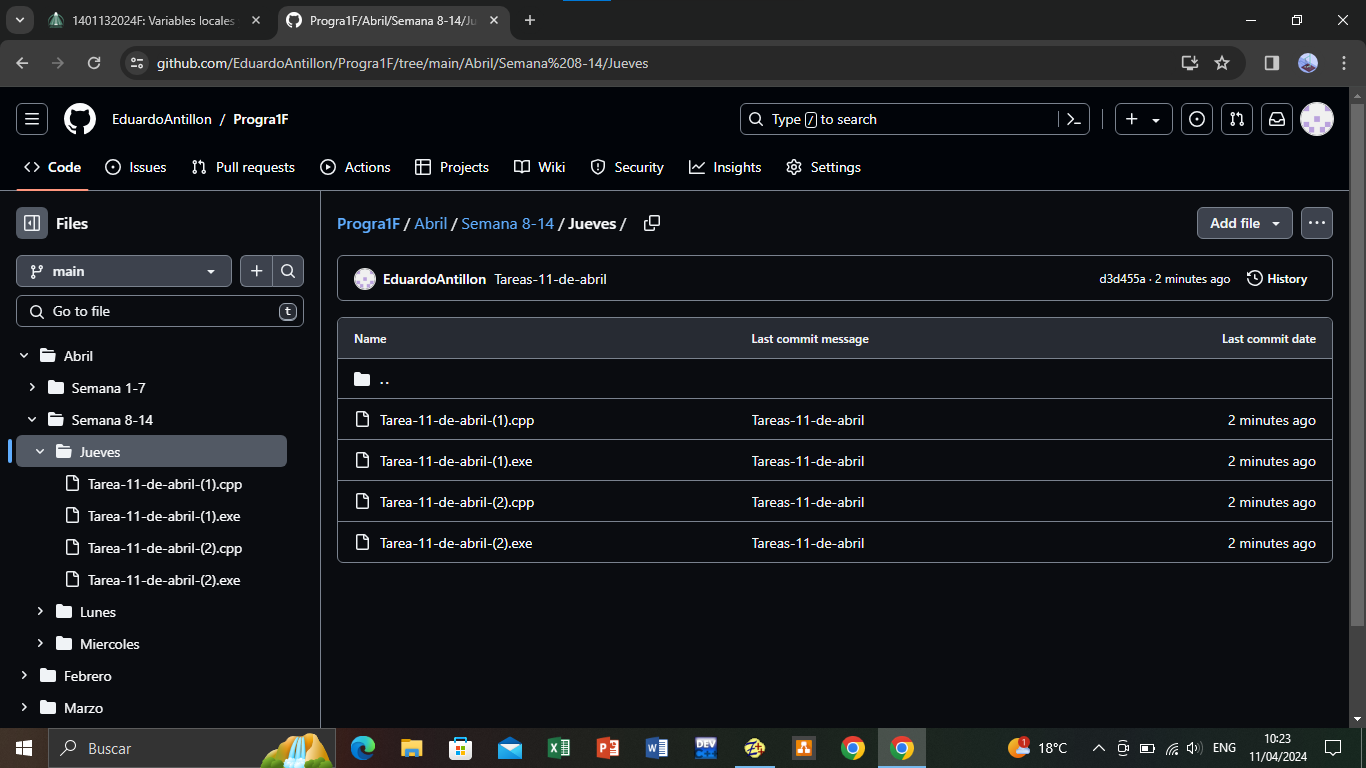 1401132024F: Variables locales
Progra1F/Abril/Semana 8-14/Ju
github.com/EduardoAntillon/Progra1F/tree/main/Abril/Semana%208-14/Jueves
EduardoAntillon / Progra1F
Type / to search
Code Issues Pull requests Actions Projects Wiki Security Insights Settings
Files
Progra1F / Abril / Semana 8-14 / Jueves /
Add file
main
Go to file
t
EduardoAntillon Tareas-11-de-abril
d3d455a · 2 minutes ago
History
Name Last commit message Last commit date
..
Tarea-11-de-abril-(1).cpp Tareas-11-de-abril 2 minutes ago
Tarea-11-de-abril-(1).exe Tareas-11-de-abril 2 minutes ago
Tarea-11-de-abril-(2).cpp Tareas-11-de-abril 2 minutes ago
Tarea-11-de-abril-(2).exe Tareas-11-de-abril 2 minutes ago
Abril
Semana 1-7
Semana 8-14
Jueves
Tarea-11-de-abril-(1).cpp
Tarea-11-de-abril-(1).exe
Tarea-11-de-abril-(2).cpp
Tarea-11-de-abril-(2).exe
Lunes
Miercoles
Febrero
Marzo
Buscar
DEV
1
18°C
ENG
10:23
11/04/2024